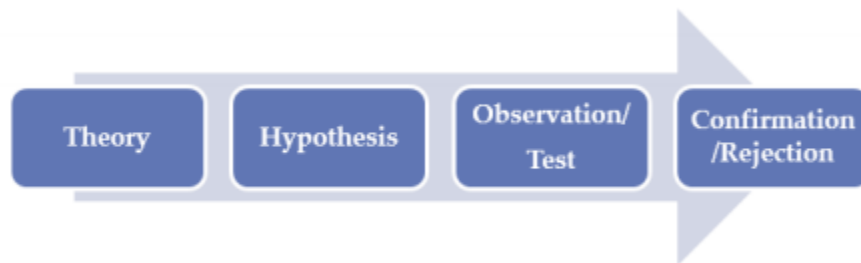 Theory
Hypothesis
Observation/
Test
Confirmation
/Rejection